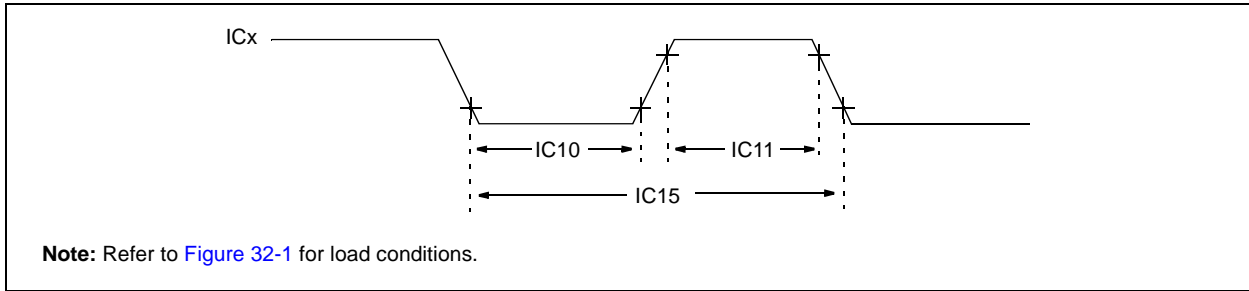 ICx
IC10
IC11
IC15
Note: Refer to Figure 32-1 for load conditions.